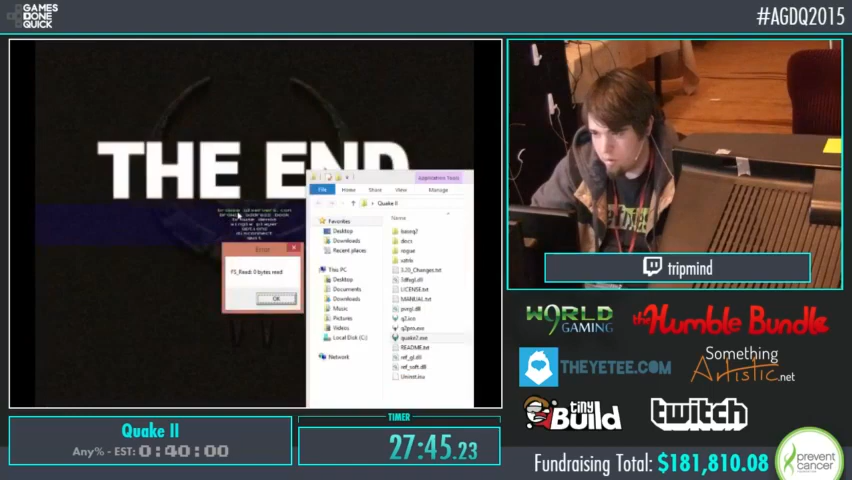 GAMES
DONE
QUICK
#AGDQ2015
THE END
Application Tools
File
Home
Share
View
Manage
Quake II
Error
FS_Read: 0 bytes read
OK
Favorites
Desktop
Downloads
Recent places
This PC
Desktop
Documents
Downloads
Music
Pictures
Videos
Local Disk (C:)
Network
Name
baseq2
docs
rogue
xatrix
3.20_Changes.txt
3dfxgl.dll
LICENSE.txt
MANUAL.txt
pvrgl.dll
q2.ico
quake2.exe
README.txt
ref_gl.dll
ref_soft.dll
Uninst.isu
tripmind
WORLD
GAMING
the Humble Bundle
THEYETEE.COM
Something
Artistic.net
tinyBuild
twitch
Quake II
Any% - EST: 0:40:00
TIMER
27:45.23
Fundraising Total: $181,810.08
prevent
cancer